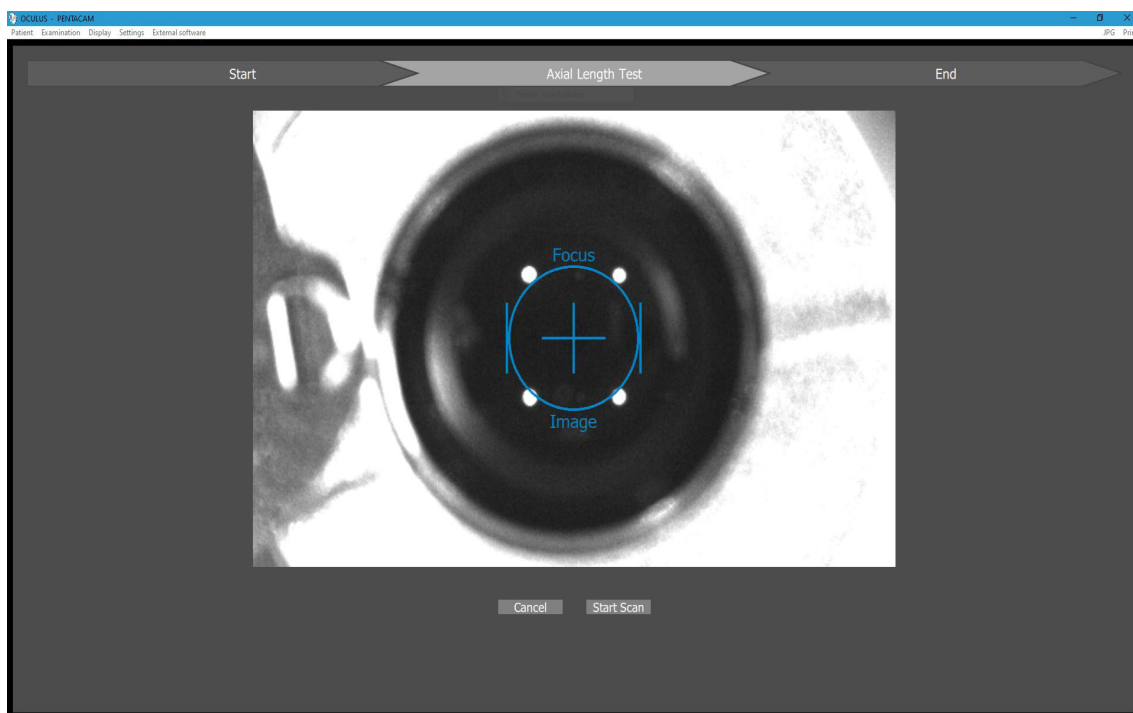 OCULUS - PENTACAM
Patient Examination Display Settings External software JPG Prin
Start Axial Length Test End
Focus
Image
Cancel Start Scan